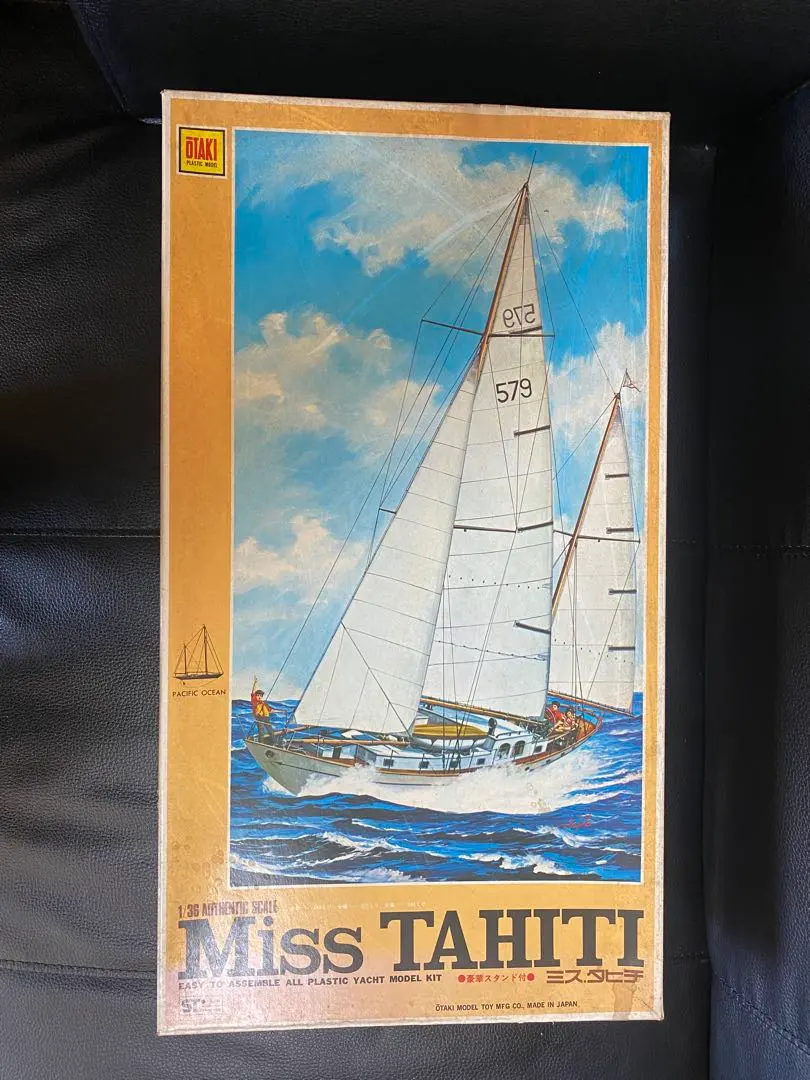 ŌTAKI
PLASTIC MODEL
579
579
PACIFIC OCEAN
1/36 AUTHENTIC SCALE
Miss TAHITI
EASY TO ASSEMBLE ALL PLASTIC YACHT MODEL KIT ●豪華スタンド付● ミス.タヒチ
ST
ŌTAKI MODEL TOY MFG CO., MADE IN JAPAN